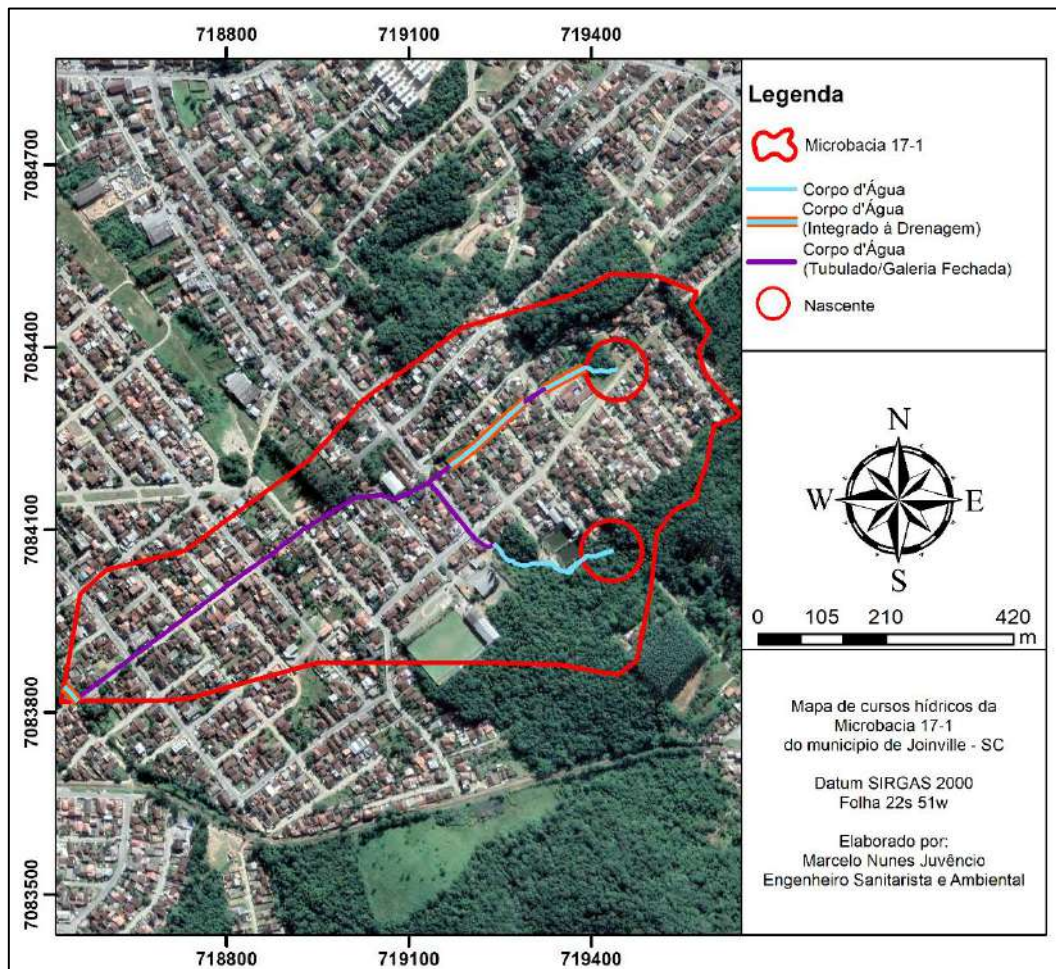 718800 719100 719400
7084700
7084400
7084100
7083800
7083500
718800 719100 719400
Legenda
Microbacia 17-1
Corpo d'Água
Corpo d'Água
(Integrado á Drenagem)
Corpo d'Água
(Tubulado/Galeria Fechada)
Nascente
N
W E
S
0 105 210 420
m
Mapa de cursos hídricos da
Microbacia 17-1
do município de Joinville - SC
Datum SIRGAS 2000
Folha 22s 51w
Elaborado por:
Marcelo Nunes Juvêncio
Engenheiro Sanitarista e Ambiental